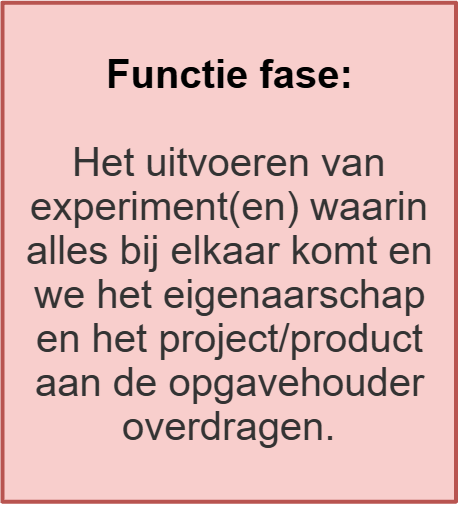 Functie fase:
Het uitvoeren van
experiment(en) waarin
alles bij elkaar komt en
we het eigenaarschap
en het project/product
aan de opgavehouder
overdragen.